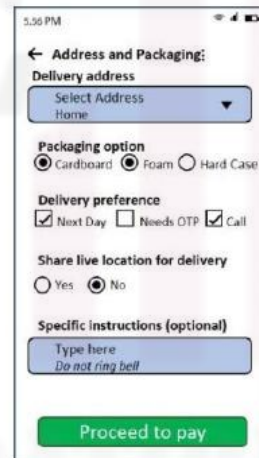 5.56 PM
← Address and Packaging⋮
Delivery address
Select Address
Home
Packaging option
Cardboard Foam Hard Case
Delivery preference
Next Day Needs OTP Call
Share live location for delivery
Yes No
Specific instructions (optional)
Type here
Do not ring bell
Proceed to pay